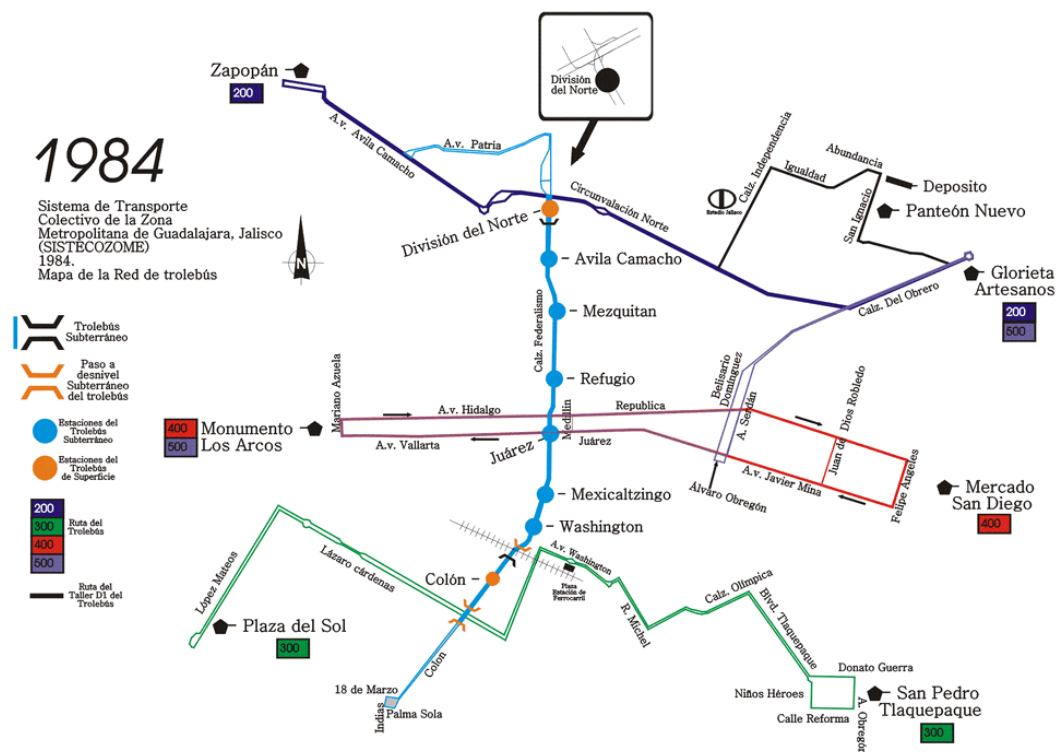 División
del Norte
Zapopán
200
A.v. Avila Camacho
A.v. Patria
1984
Sistema de Transporte
Colectivo de la Zona
Metropolitana de Guadalajara, Jalisco
(SISTECOZOME)
1984.
Mapa de la Red de trolebús
N
División del Norte
Circunvalación Norte
Calz. Independencia
Igualdad
Abundancia
Deposito
Panteón Nuevo
San Ignacio
Estadio Jalisco
Avila Camacho
Glorieta
Artesanos
200
500
Calz. Del Obrero
Mezquitan
Calz. Federalismo
Trolebús
Subterráneo
Paso a
desnivel
Subterráneo
del trolebús
Estaciones del
Trolebús
Subterráneo
Estaciones del
Trolebús
de Superficie
200
300
400
500
Ruta del
Trolebús
Ruta del
Taller D1 del
Trolebús
Refugio
Mariano Azuela
A.v. Hidalgo
Republica
Medillin
Belisario
Domínguez
A. Serdán
Juan de Dios Robledo
400
500
Monumento
Los Arcos
A.v. Vallarta
Juárez
Juárez
A.v. Javier Mina
Alvaro Obregón
Felipe Angeles
Mercado
San Diego
400
Mexicaltzingo
Washington
A.v. Washington
Plaza
Estación de
Ferrocarril
Colón
López Mateos
Lázaro cárdenas
R. Michel
Calz. Olímpica
Blvd. Tlaquepaque
Plaza del Sol
300
Colon
18 de Marzo
Indias
Palma Sola
Donato Guerra
Niños Héroes
Calle Reforma
A. Obregón
San Pedro
Tlaquepaque
300